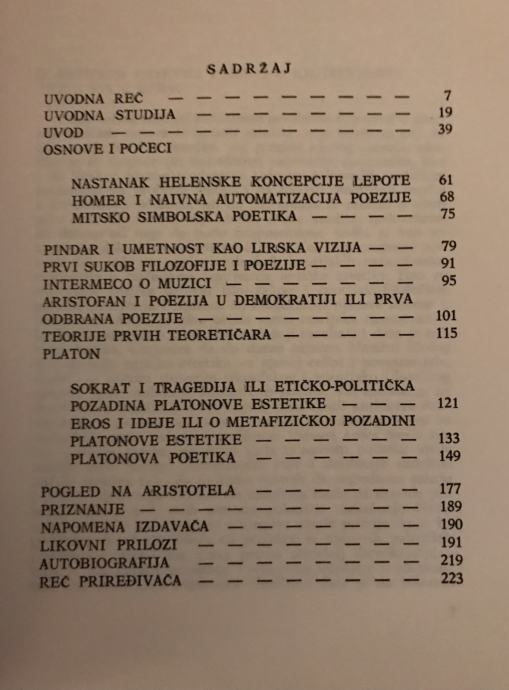 SADRŽAJ
UVODNA REČ — — — — — — — — — 7
UVODNA STUDIJA — — — — — — — — 19
UVOD — — — — — — — — — — — 39
OSNOVE I POČECI
NASTANAK HELENSKE KONCEPCIJE LEPOTE 61
HOMER I NAIVNA AUTOMATIZACIJA POEZIJE 68
MITSKO SIMBOLSKA POETIKA — — — — 75
PINDAR I UMETNOST KAO LIRSKA VIZIJA — — 79
PRVI SUKOB FILOZOFIJE I POEZIJE — — — — 91
INTERMECO O MUZICI — — — — — — — 95
ARISTOFAN I POEZIJA U DEMOKRATIJI ILI PRVA
ODBRANA POEZIJE — — — — — — — — 101
TEORIJE PRVIH TEORETIČARA — — — — — 115
PLATON
SOKRAT I TRAGEDIJA ILI ETIČKO-POLITIČKA
POZADINA PLATONOVE ESTETIKE — — — 121
EROS I IDEJE ILI O METAFIZIČKOJ POZADINI
PLATONOVE ESTETIKE — — — — — — 133
PLATONOVA POETIKA — — — — — — 149
POGLED NA ARISTOTELA — — — — — — 177
PRIZNANJE — — — — — — — — — — 189
NAPOMENA IZDAVAČA — — — — — — — 190
LIKOVNI PRILOZI — — — — — — — — 191
AUTOBIOGRAFIJA — — — — — — — — 219
REČ PRIREĐIVAČA — — — — — — — — 223